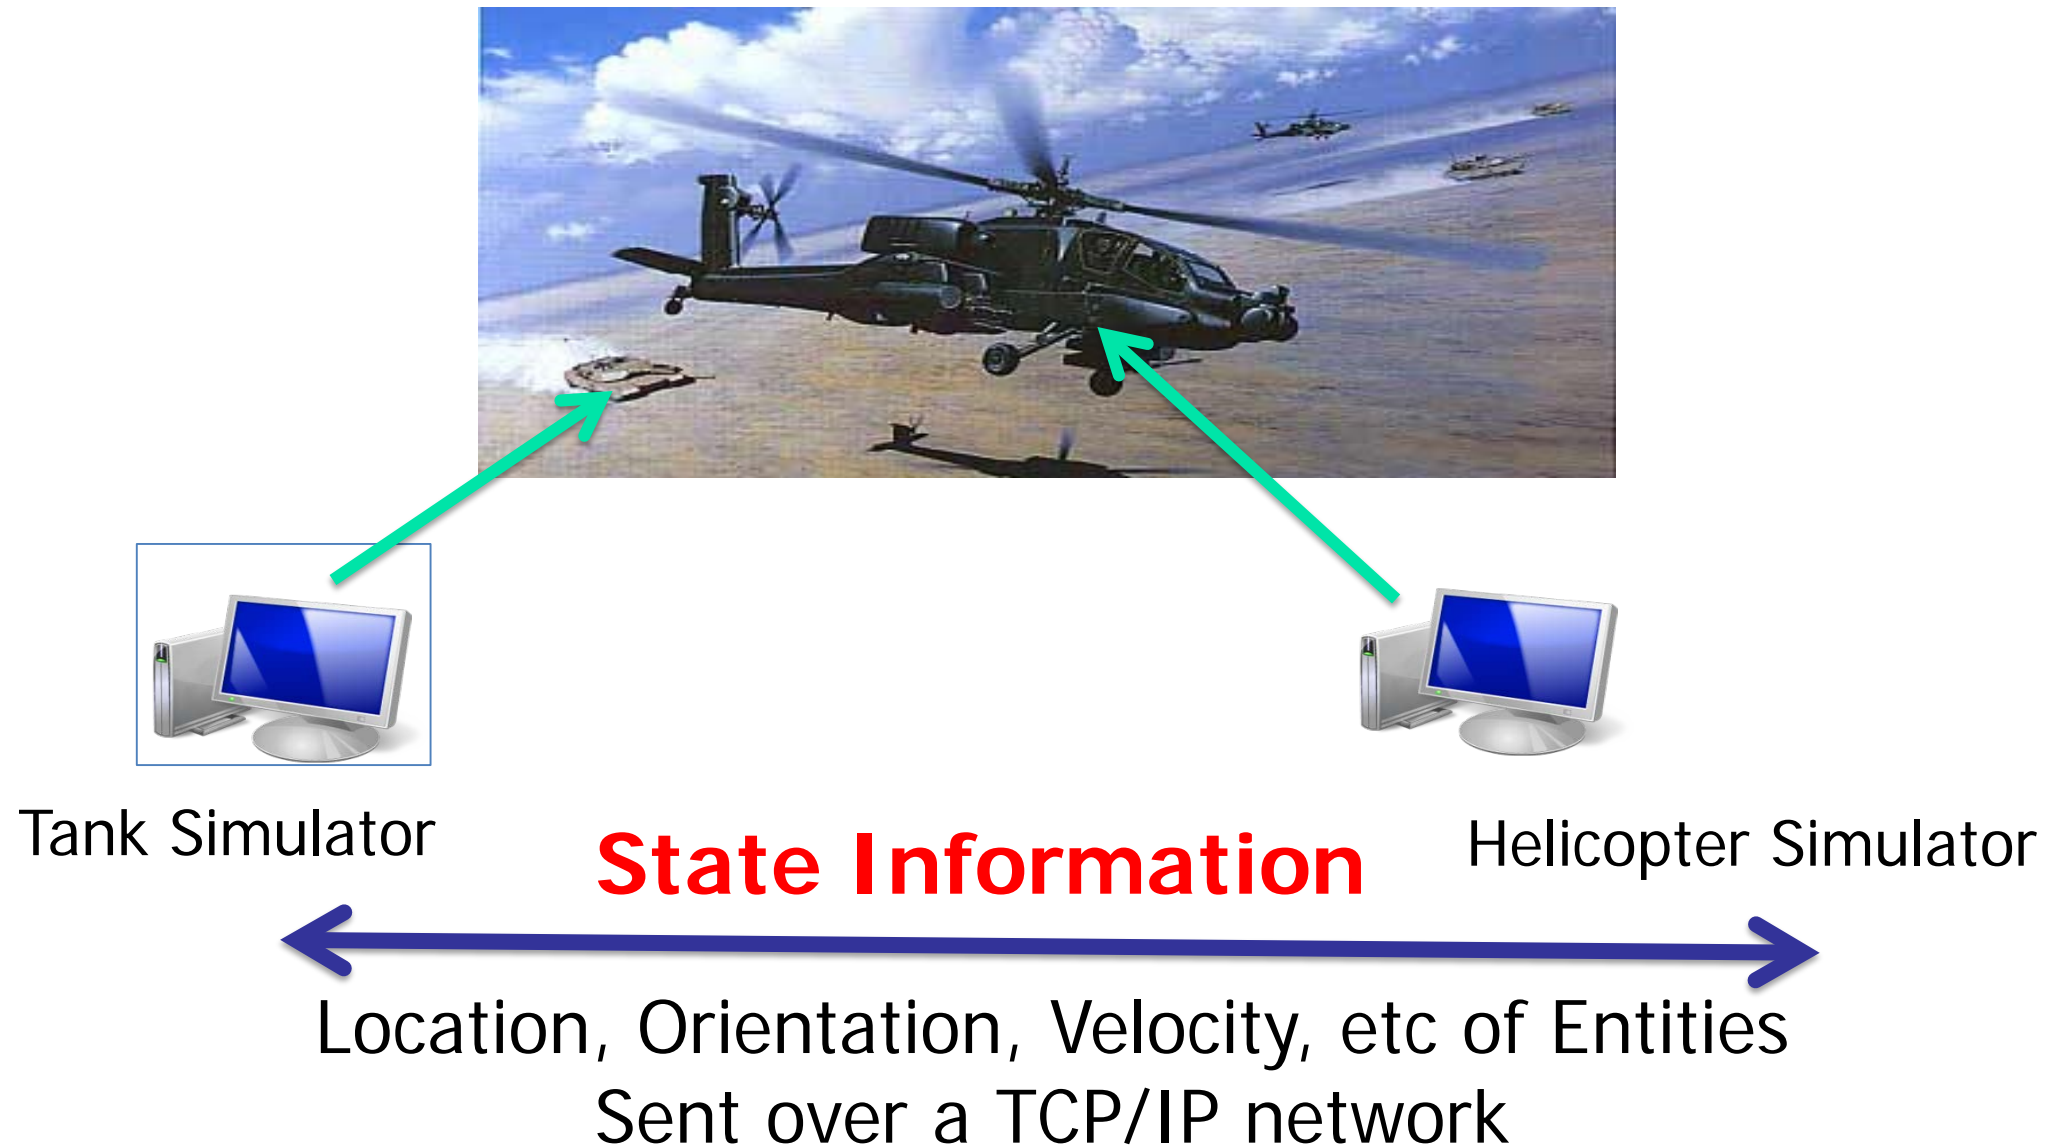 Tank Simulator
State Information
Helicopter Simulator
Location, Orientation, Velocity, etc of Entities
Sent over a TCP/IP network